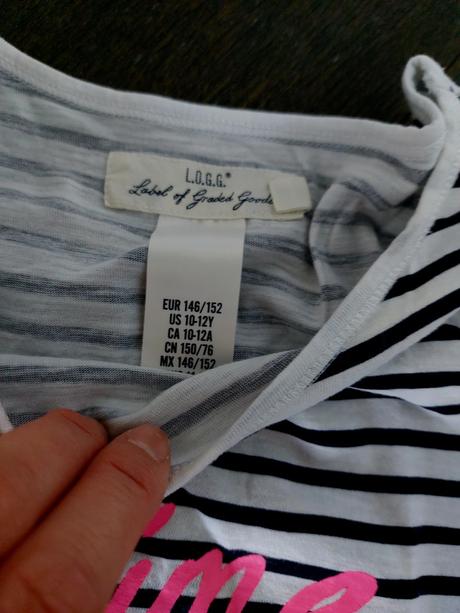 L.O.G.G.®
Label of Graded Goods
EUR 146/152
US 10-12Y
CA 10-12A
CN 150/76
MX 146/152